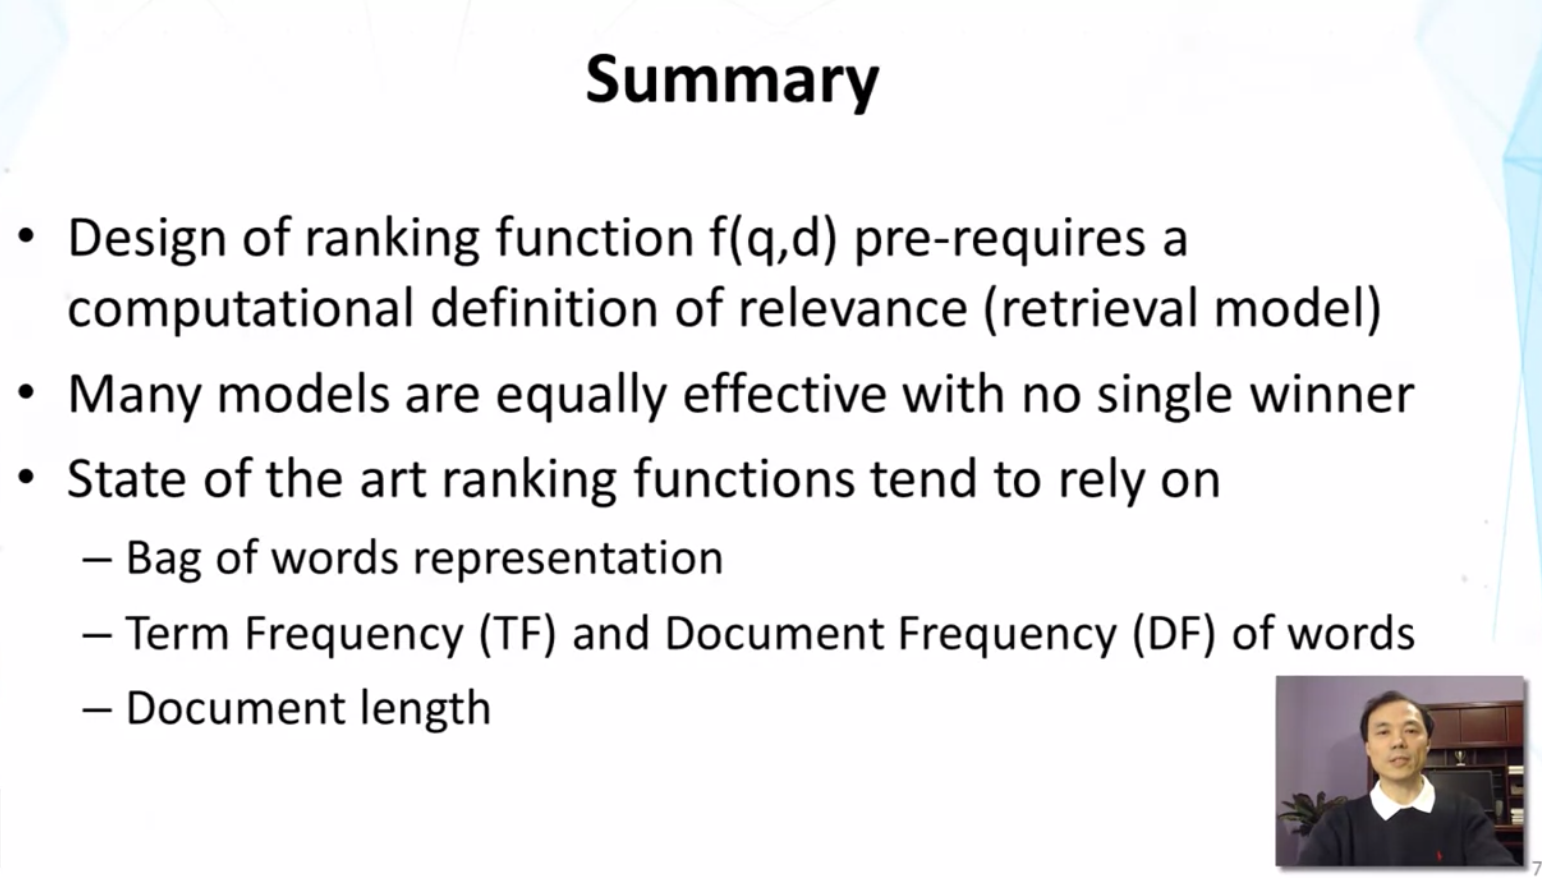 Summary
• Design of ranking function f(q,d) pre-requires a
computational definition of relevance (retrieval model)
• Many models are equally effective with no single winner
• State of the art ranking functions tend to rely on
– Bag of words representation
– Term Frequency (TF) and Document Frequency (DF) of words
– Document length
7